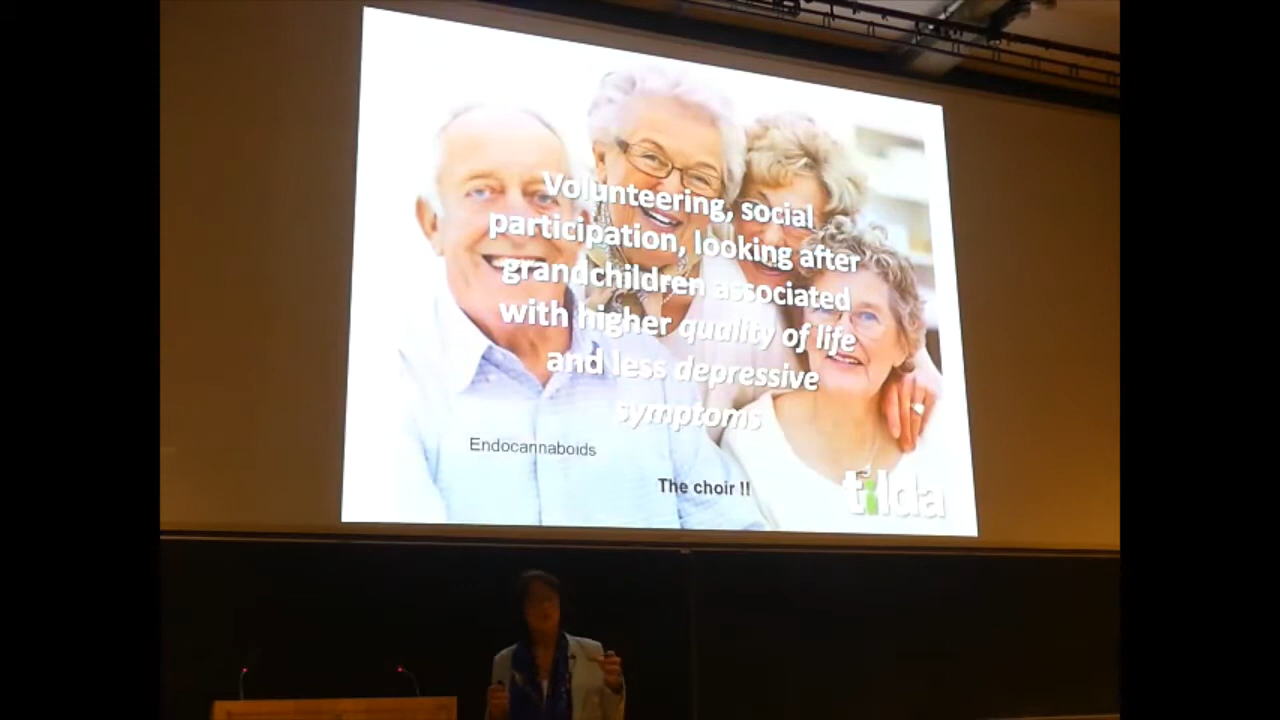 Volunteering, social
participation, looking after
grandchildren associated
with higher quality of life
and less depressive
symptoms
Endocannaboids
The choir !!
tilda